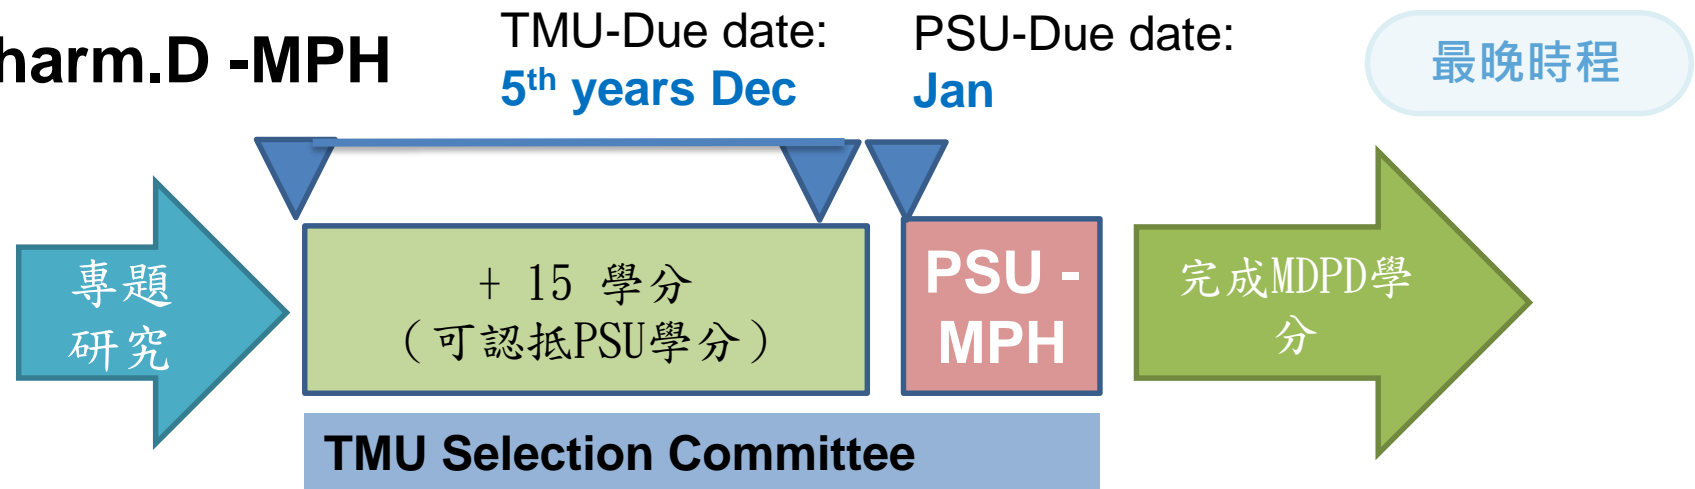 harm.D -MPH
TMU-Due date:
5th years Dec
PSU-Due date:
Jan
最晚時程
專題
研究
+ 15 學分
(可認抵PSU學分)
PSU -
MPH
完成MDPD學
分
TMU Selection Committee